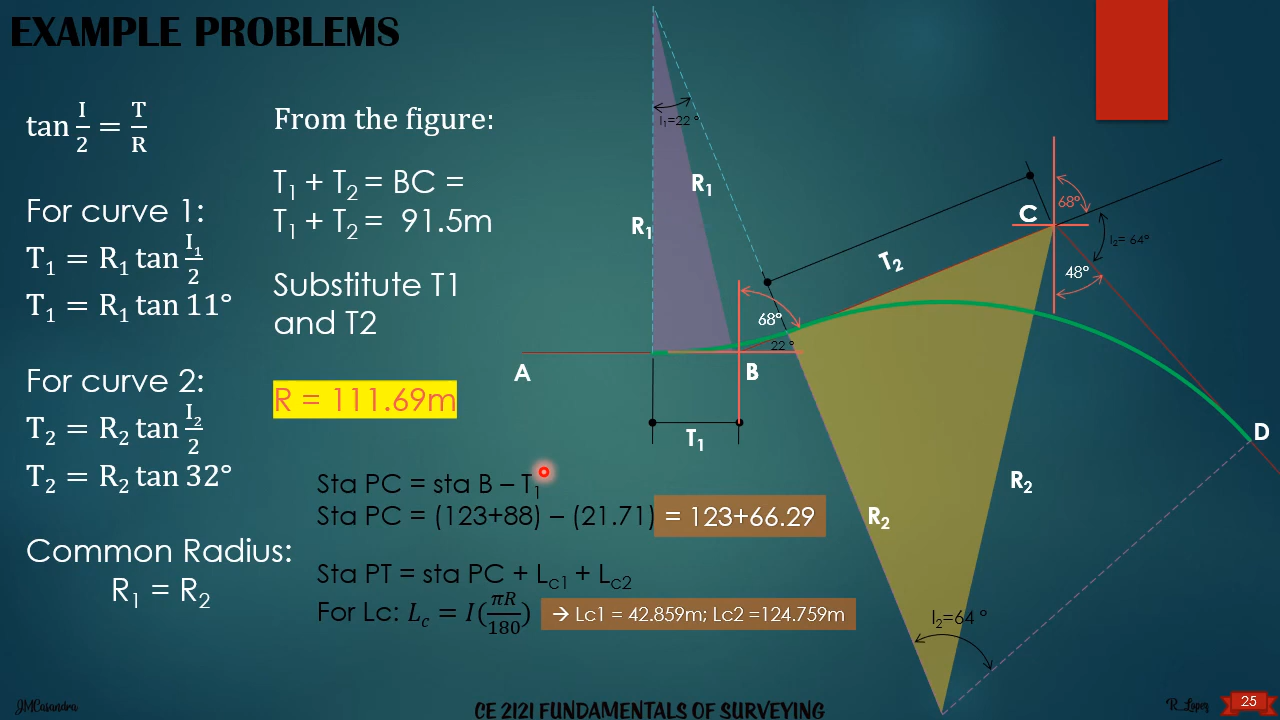 EXAMPLE PROBLEMS
tan I/2 = T/R
For curve 1:
T₁ = R₁ tan I₁/2
T₁ = R₁ tan 11°
For curve 2:
T₂ = R₂ tan I₂/2
T₂ = R₂ tan 32°
Common Radius:
R₁ = R₂
From the figure:
T₁ + T₂ = BC =
T₁ + T₂ = 91.5m
Substitute T1
and T2
R = 111.69m
Sta PC = sta B – T₁
Sta PC = (123+88) – (21.71) = 123+66.29
Sta PT = sta PC + Lc1 + Lc2
For Lc: Lc = I(πR/180) → Lc1 = 42.859m; Lc2 =124.759m
I₁=22 °
R₁
R₁
68°
C
I₂= 64°
T₂
48°
68°
22 °
A
B
T₁
D
R₂
R₂
I₂=64 °
JMCasandra
CE 2121 FUNDAMENTALS OF SURVEYING
R_Lopez
25